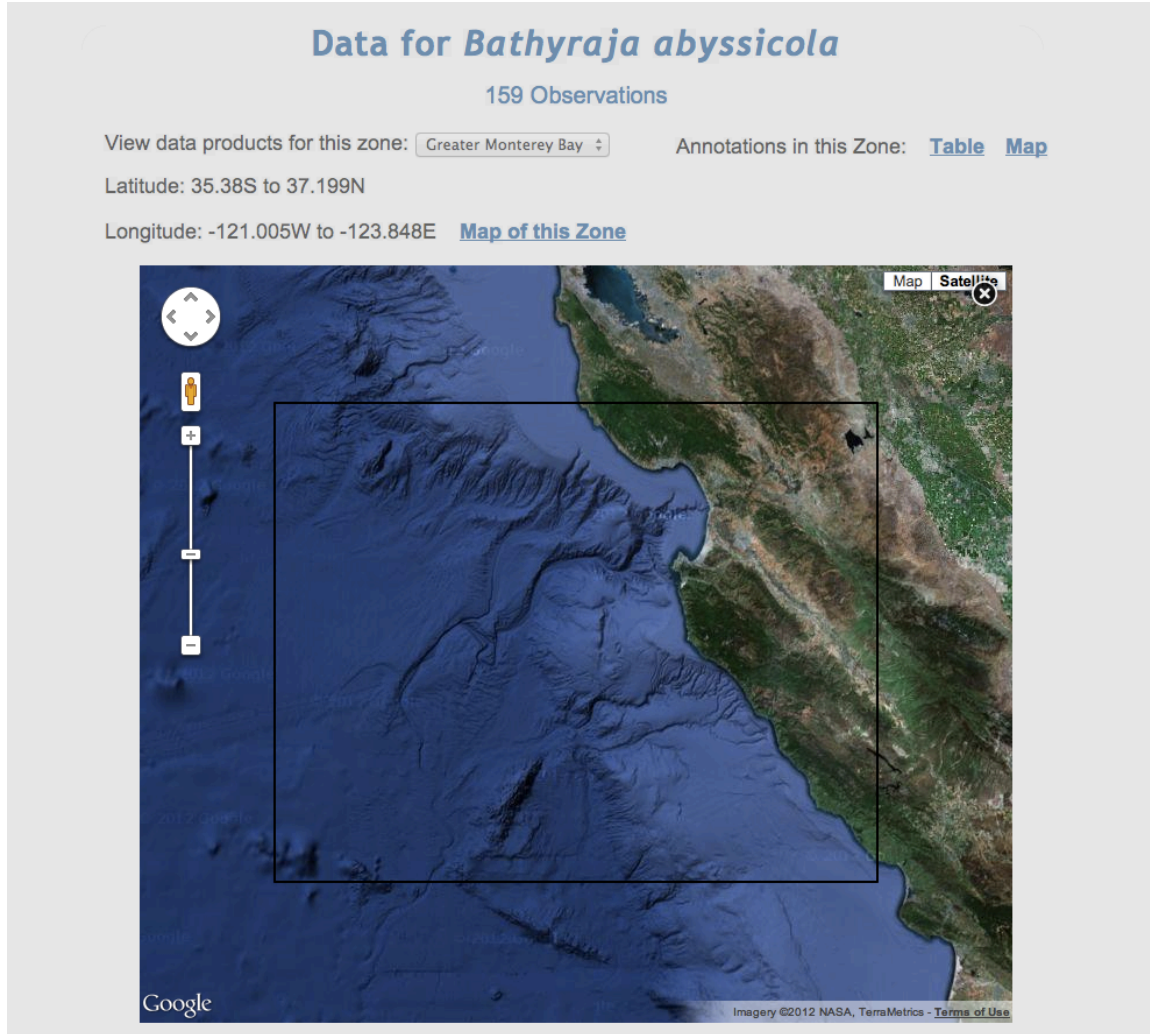 Data for Bathyraja abyssicola
159 Observations
View data products for this zone: Greater Monterey Bay Annotations in this Zone: Table Map
Latitude: 35.38S to 37.199N
Longitude: -121.005W to -123.848E Map of this Zone
Map Satellite
Google
Imagery ©2012 NASA, TerraMetrics - Terms of Use